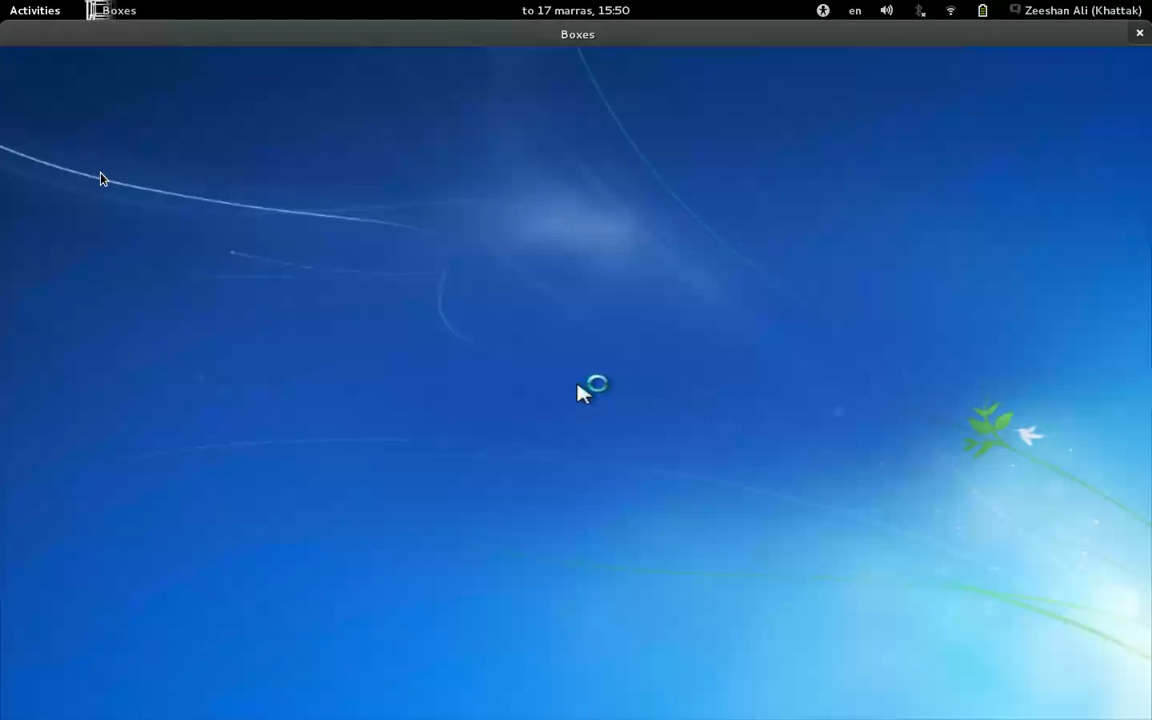 Activities Boxes to 17 marras, 15:50 en Zeeshan Ali (Khattak)
Boxes